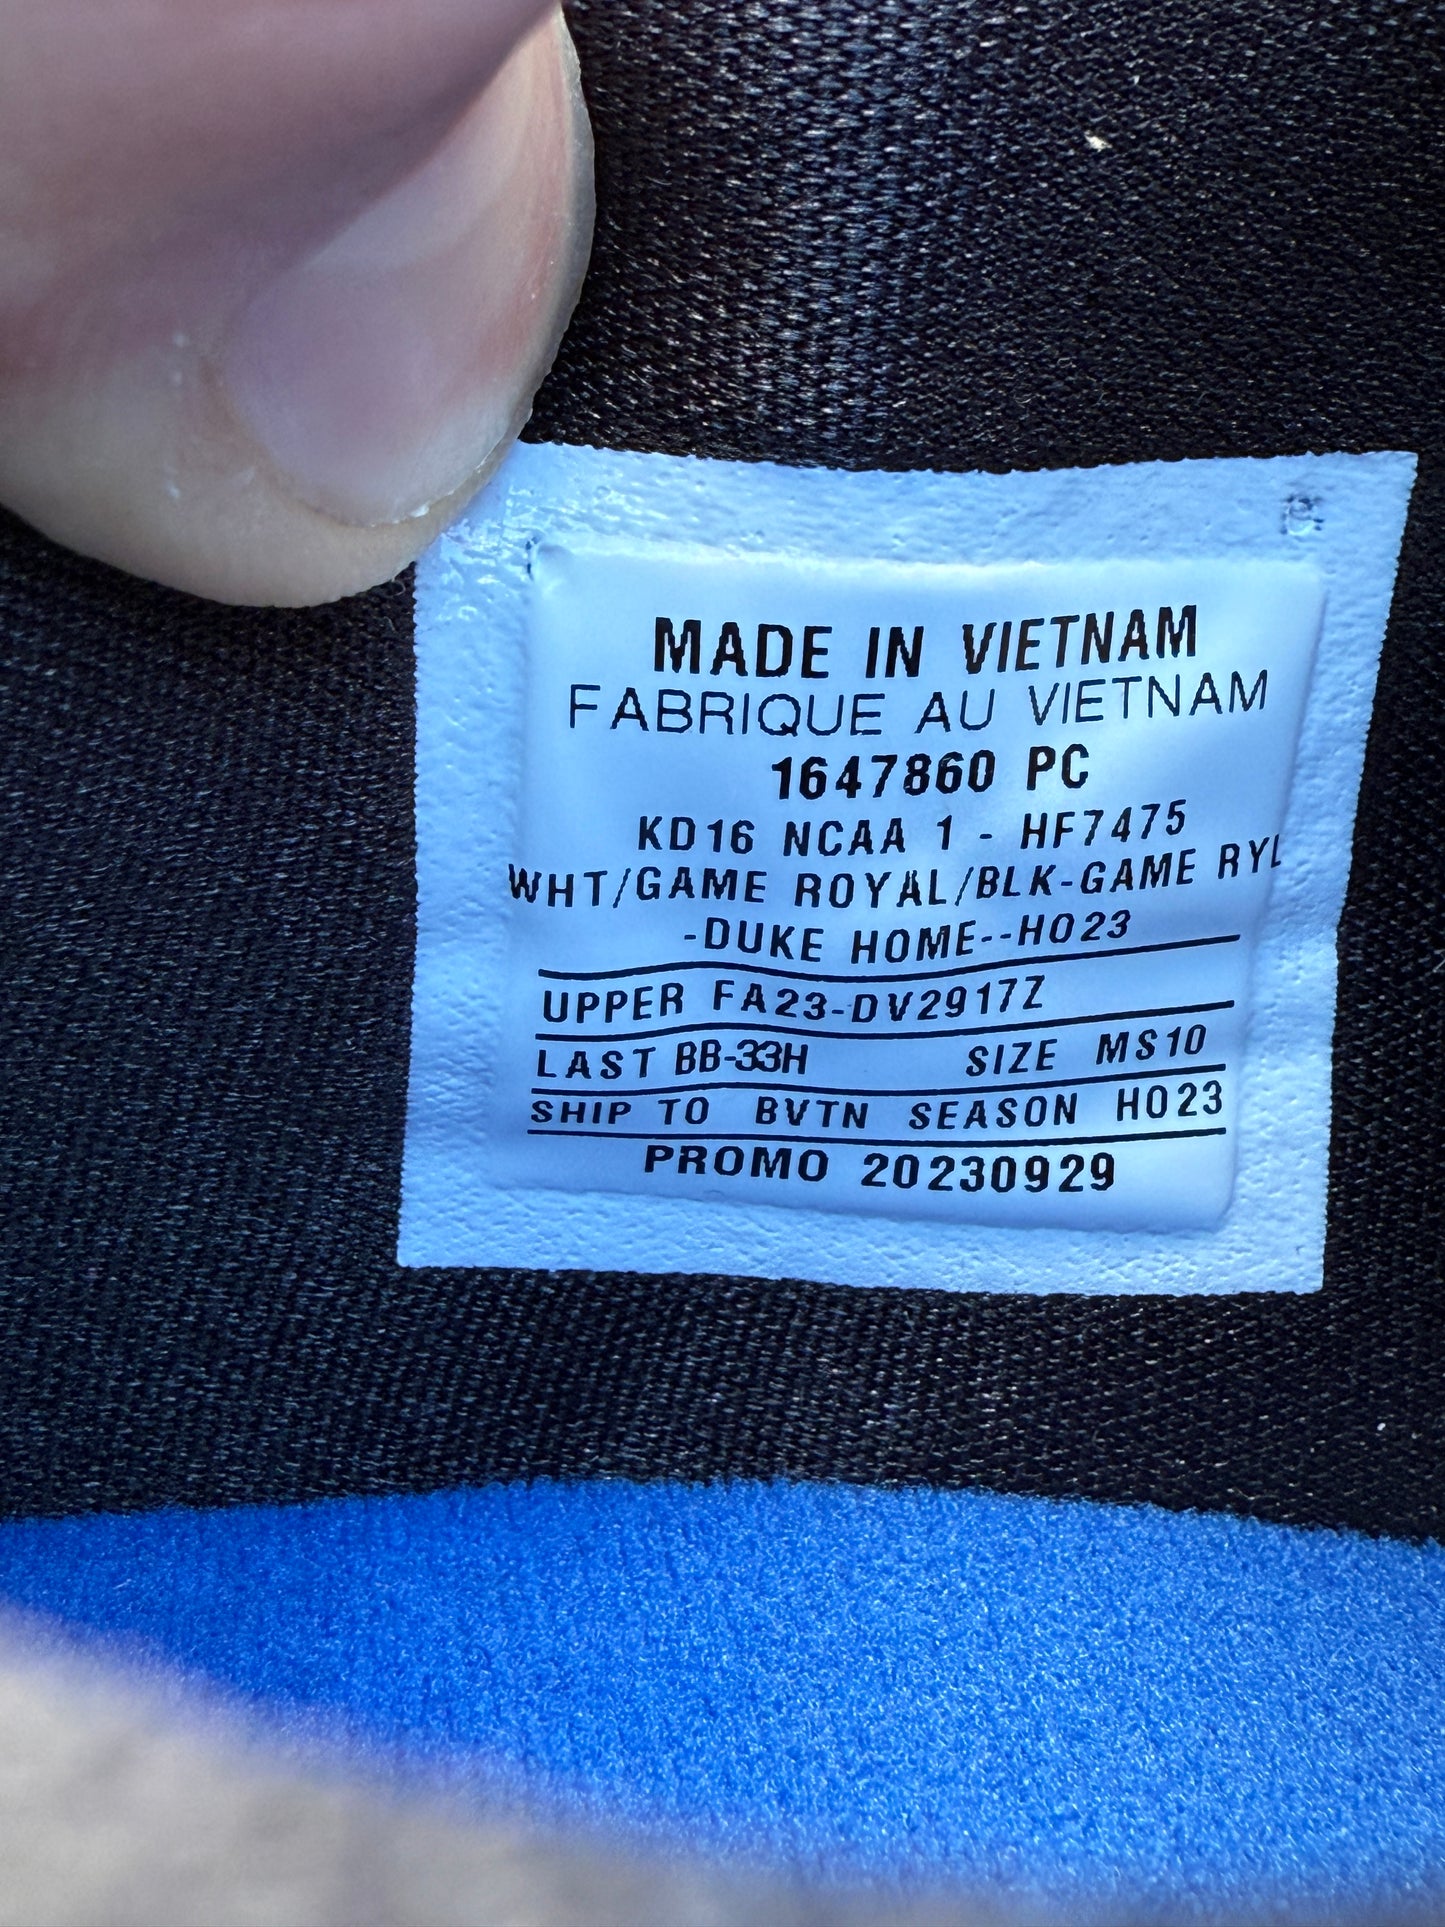 MADE IN VIETNAM
FABRIQUE AU VIETNAM
1647860 PC
KD16 NCAA 1 - HF7475
WHT/GAME ROYAL/BLK-GAME RYL
-DUKE HOME--HO23
UPPER FA23-DV2917Z
LAST BB-33H SIZE MS10
SHIP TO BVTN SEASON HO23
PROMO 20230929